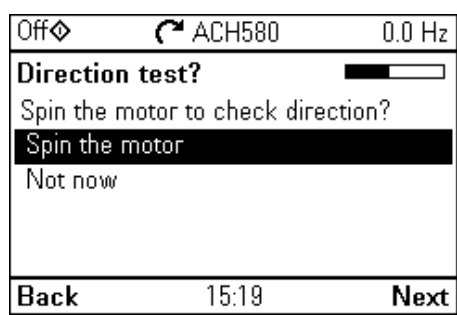 Off ACH580 0.0 Hz
Direction test?
Spin the motor to check direction?
Spin the motor
Not now
Back 15:19 Next